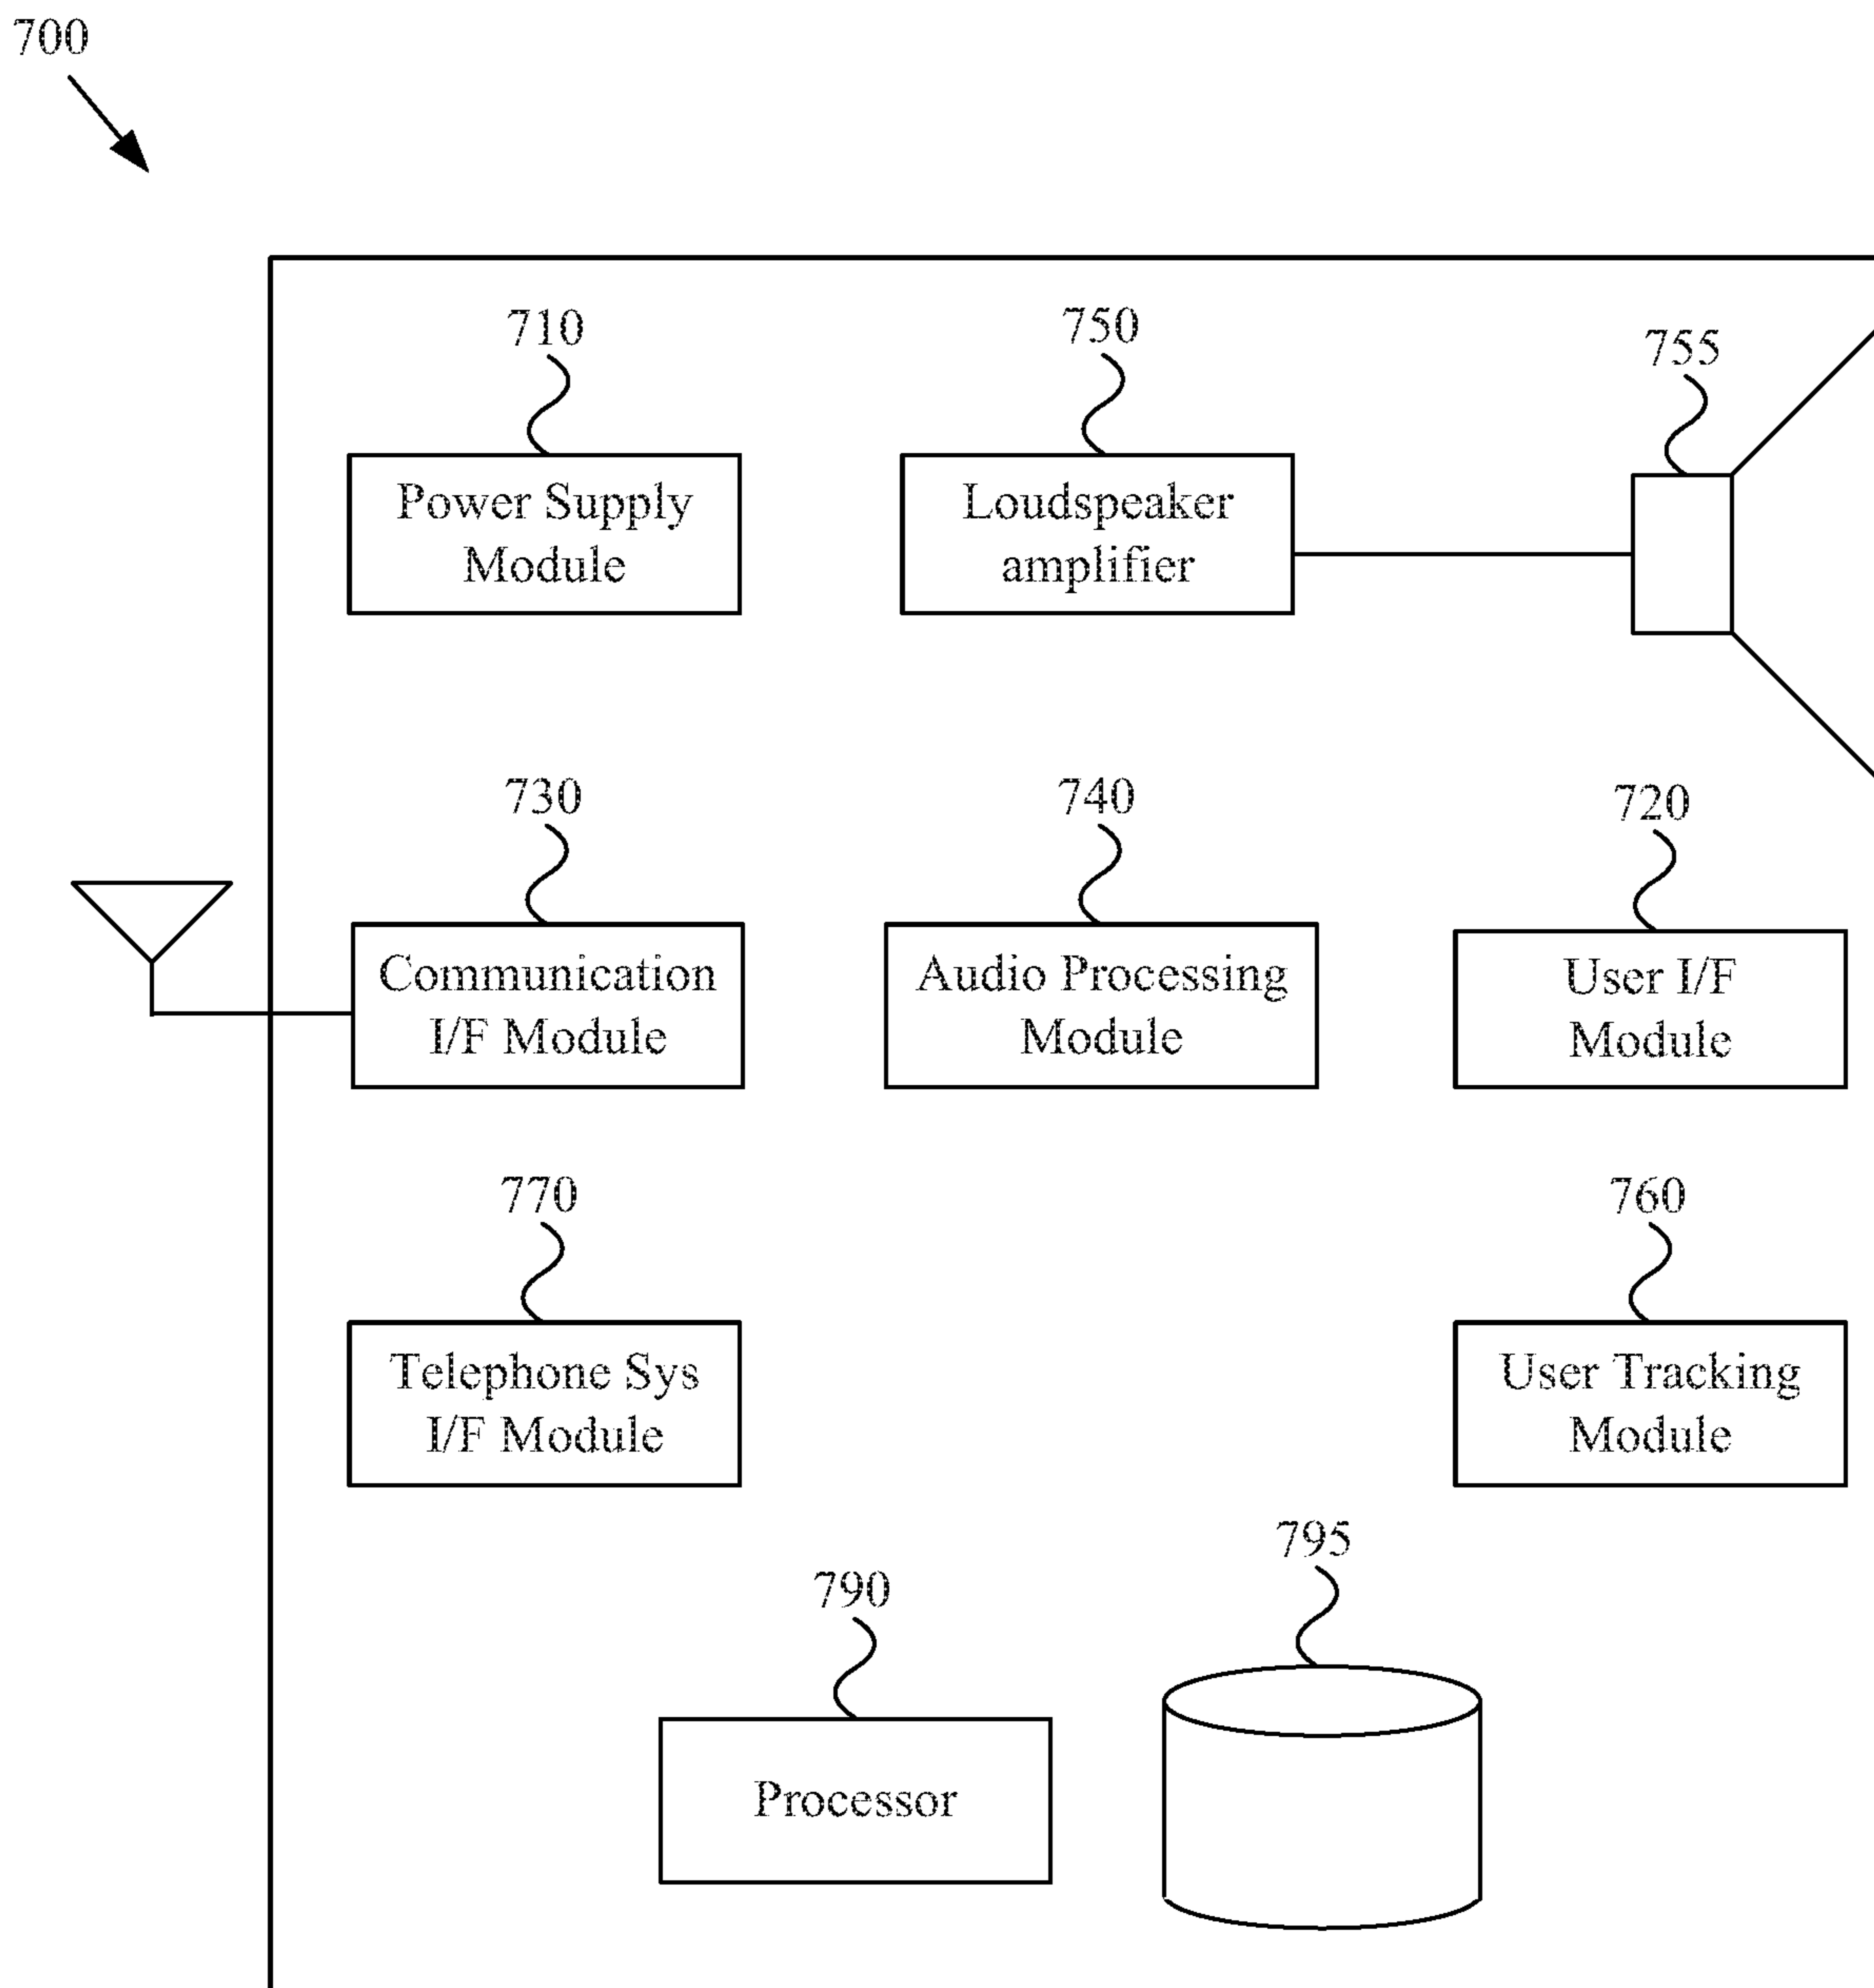 700
710
Power Supply
Module
750
Loudspeaker
amplifier
755
730
Communication
I/F Module
740
Audio Processing
Module
720
User I/F
Module
770
Telephone Sys
I/F Module
760
User Tracking
Module
790
Processor
795